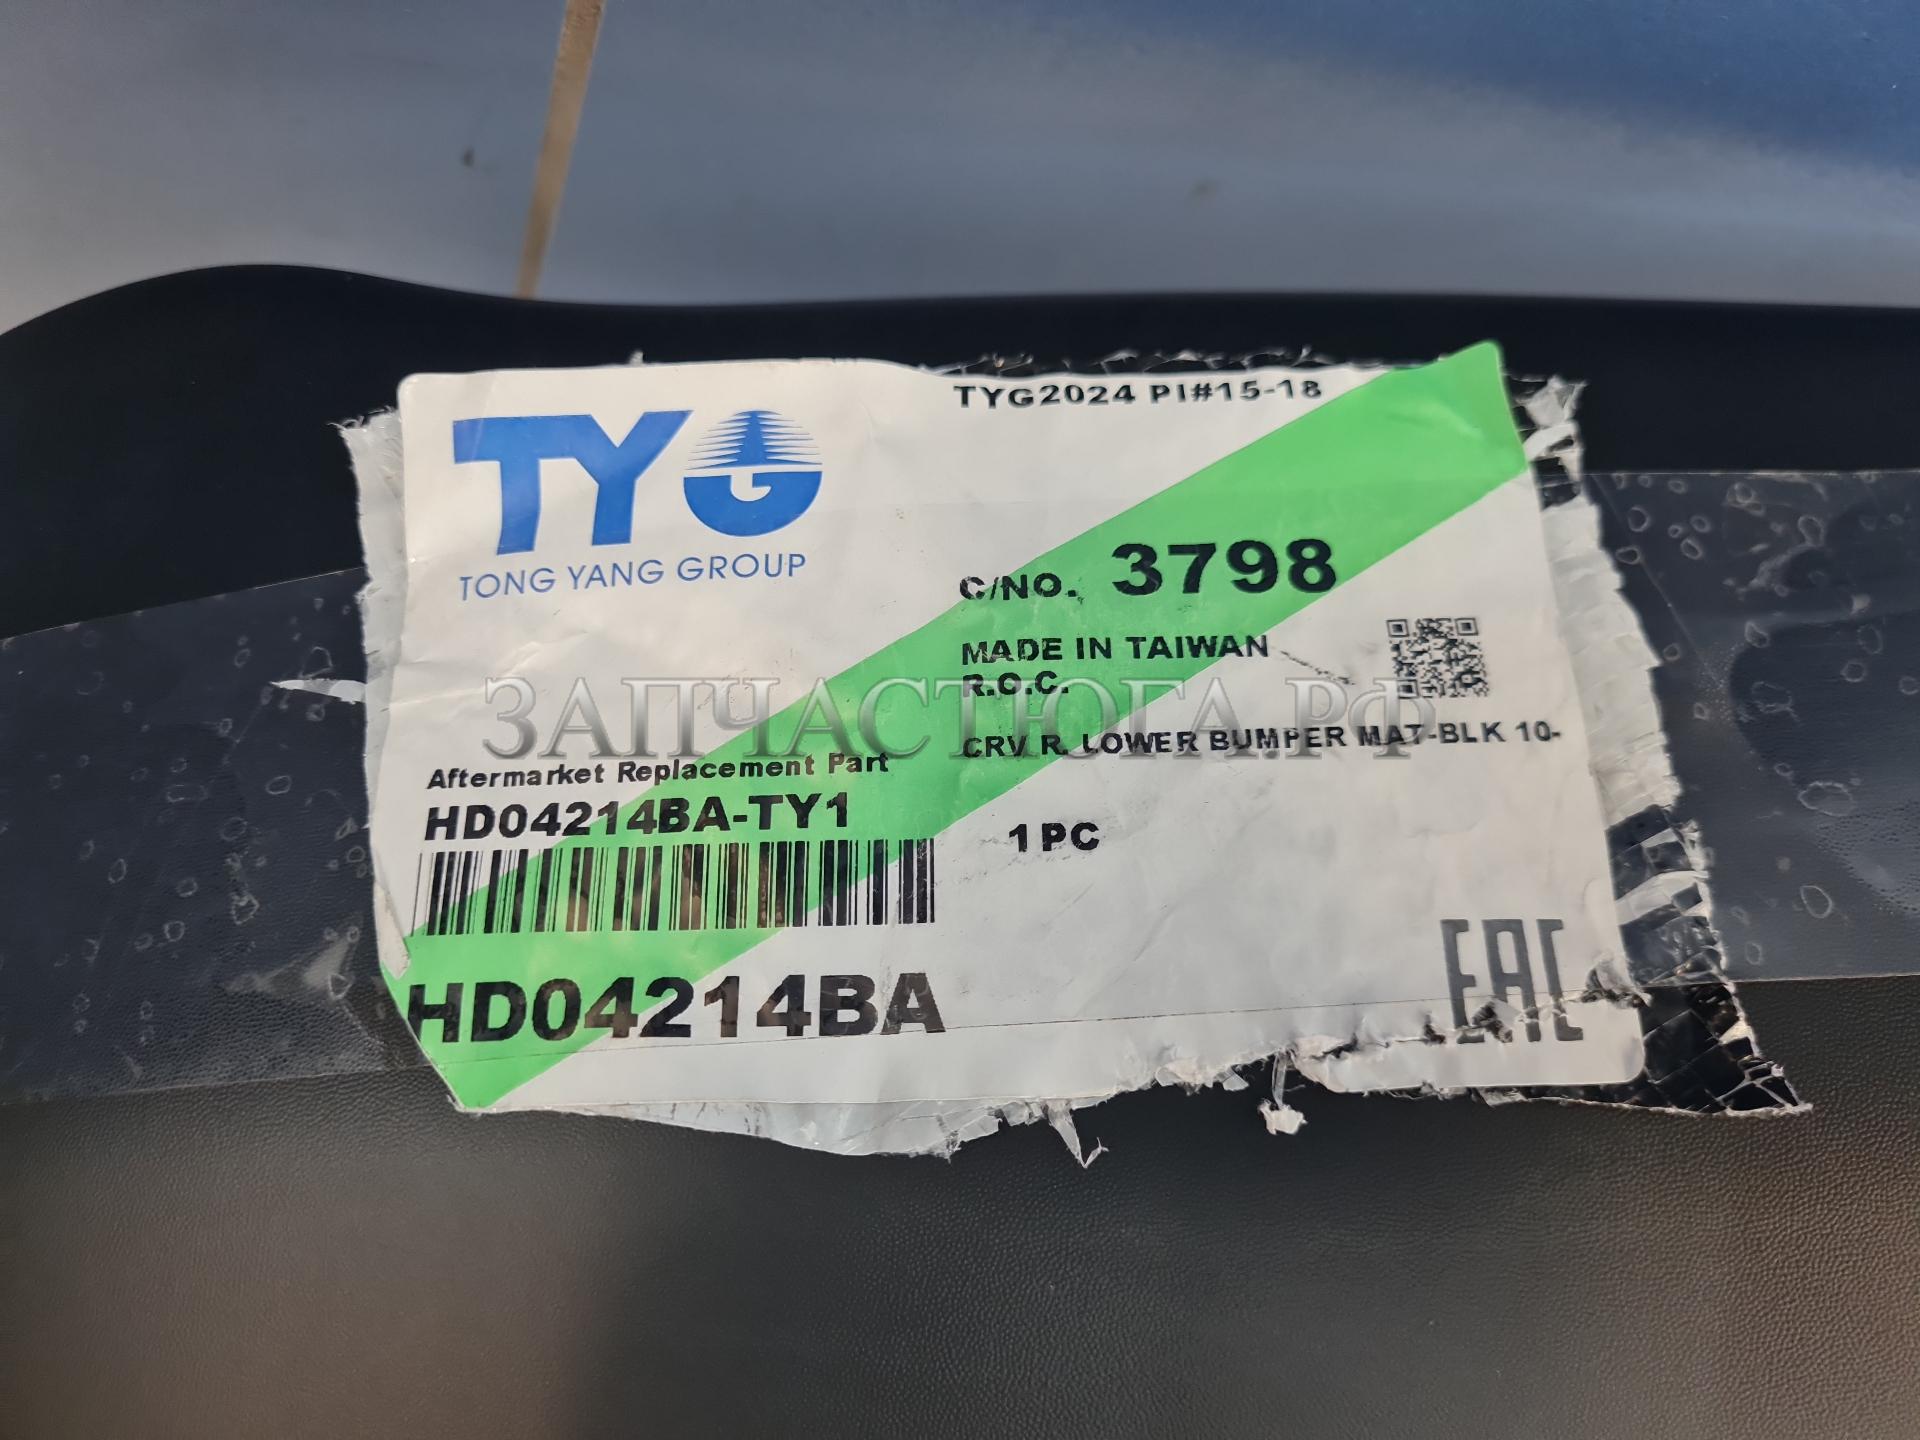 TYG
TONG YANG GROUP
TYG2024 PI#15-18
C/NO. 3798
MADE IN TAIWAN
R.O.C.
ЗАПЧАСТЮГА.РФ
CRV R. LOWER BUMPER MAT-BLK 10-
Aftermarket Replacement Part
HD04214BA-TY1
1 PC
HD04214BA
EAC